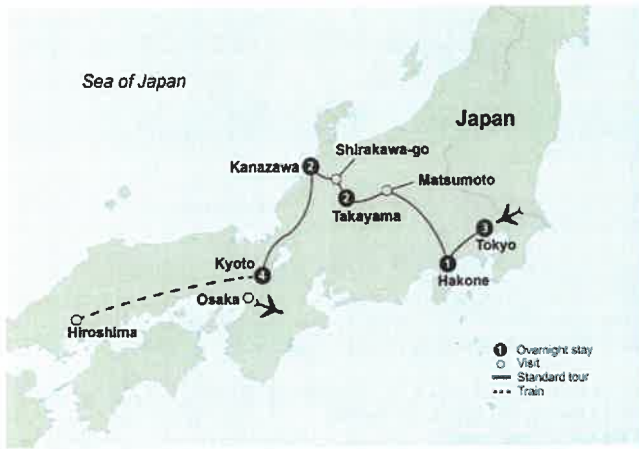 Sea of Japan
Japan
Shirakawa-go
Kanazawa 2
Matsumoto
2
Takayama
3
Tokyo
Kyoto
4
1
Hakone
Osaka
Hiroshima
1 Overnight stay
Visit
Standard tour
Train